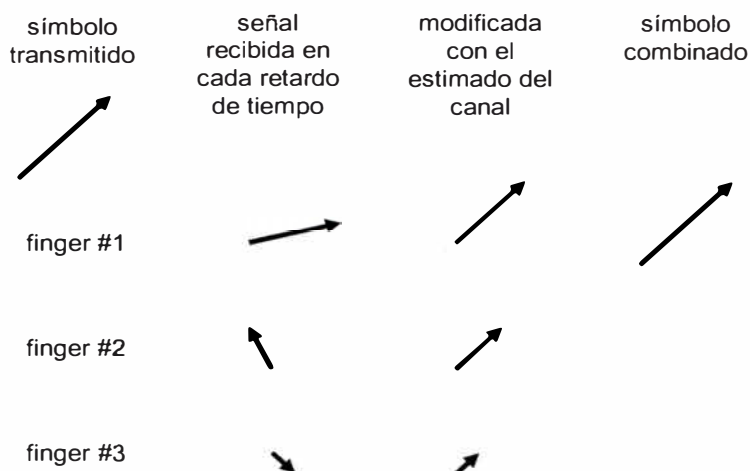 símbolo
transmitido
señal
recibida en
cada retardo
de tiempo
modificada
con el
estimado del
canal
símbolo
combinado
finger #1
finger #2
finger #3